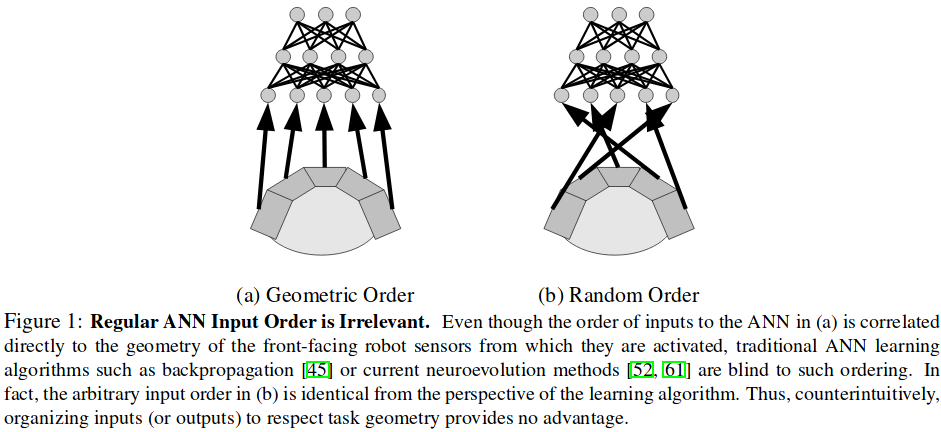 (a) Geometric Order
(b) Random Order
Figure 1: Regular ANN Input Order is Irrelevant. Even though the order of inputs to the ANN in (a) is correlated
directly to the geometry of the front-facing robot sensors from which they are activated, traditional ANN learning
algorithms such as backpropagation [45] or current neuroevolution methods [52, 61] are blind to such ordering. In
fact, the arbitrary input order in (b) is identical from the perspective of the learning algorithm. Thus, counterintuitively,
organizing inputs (or outputs) to respect task geometry provides no advantage.